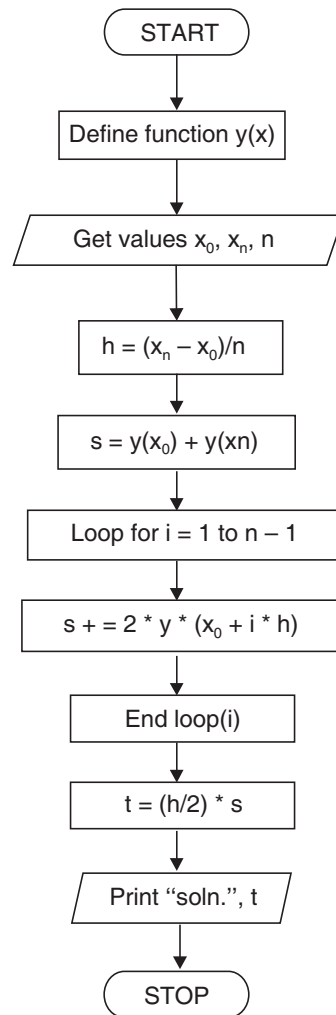 START
Define function y(x)
Get values x₀, xₙ, n
h = (xₙ – x₀)/n
s = y(x₀) + y(xn)
Loop for i = 1 to n – 1
s + = 2 * y * (x₀ + i * h)
End loop(i)
t = (h/2) * s
Print “soln.”, t
STOP